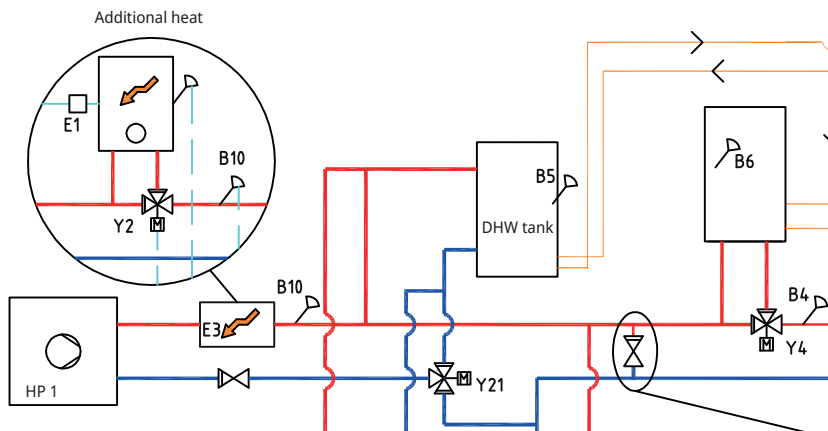 Additional heat
E1
B10
Y2
B5
DHW tank
B6
B10
E3
B4
Y4
HP 1
M
M
M
Y21